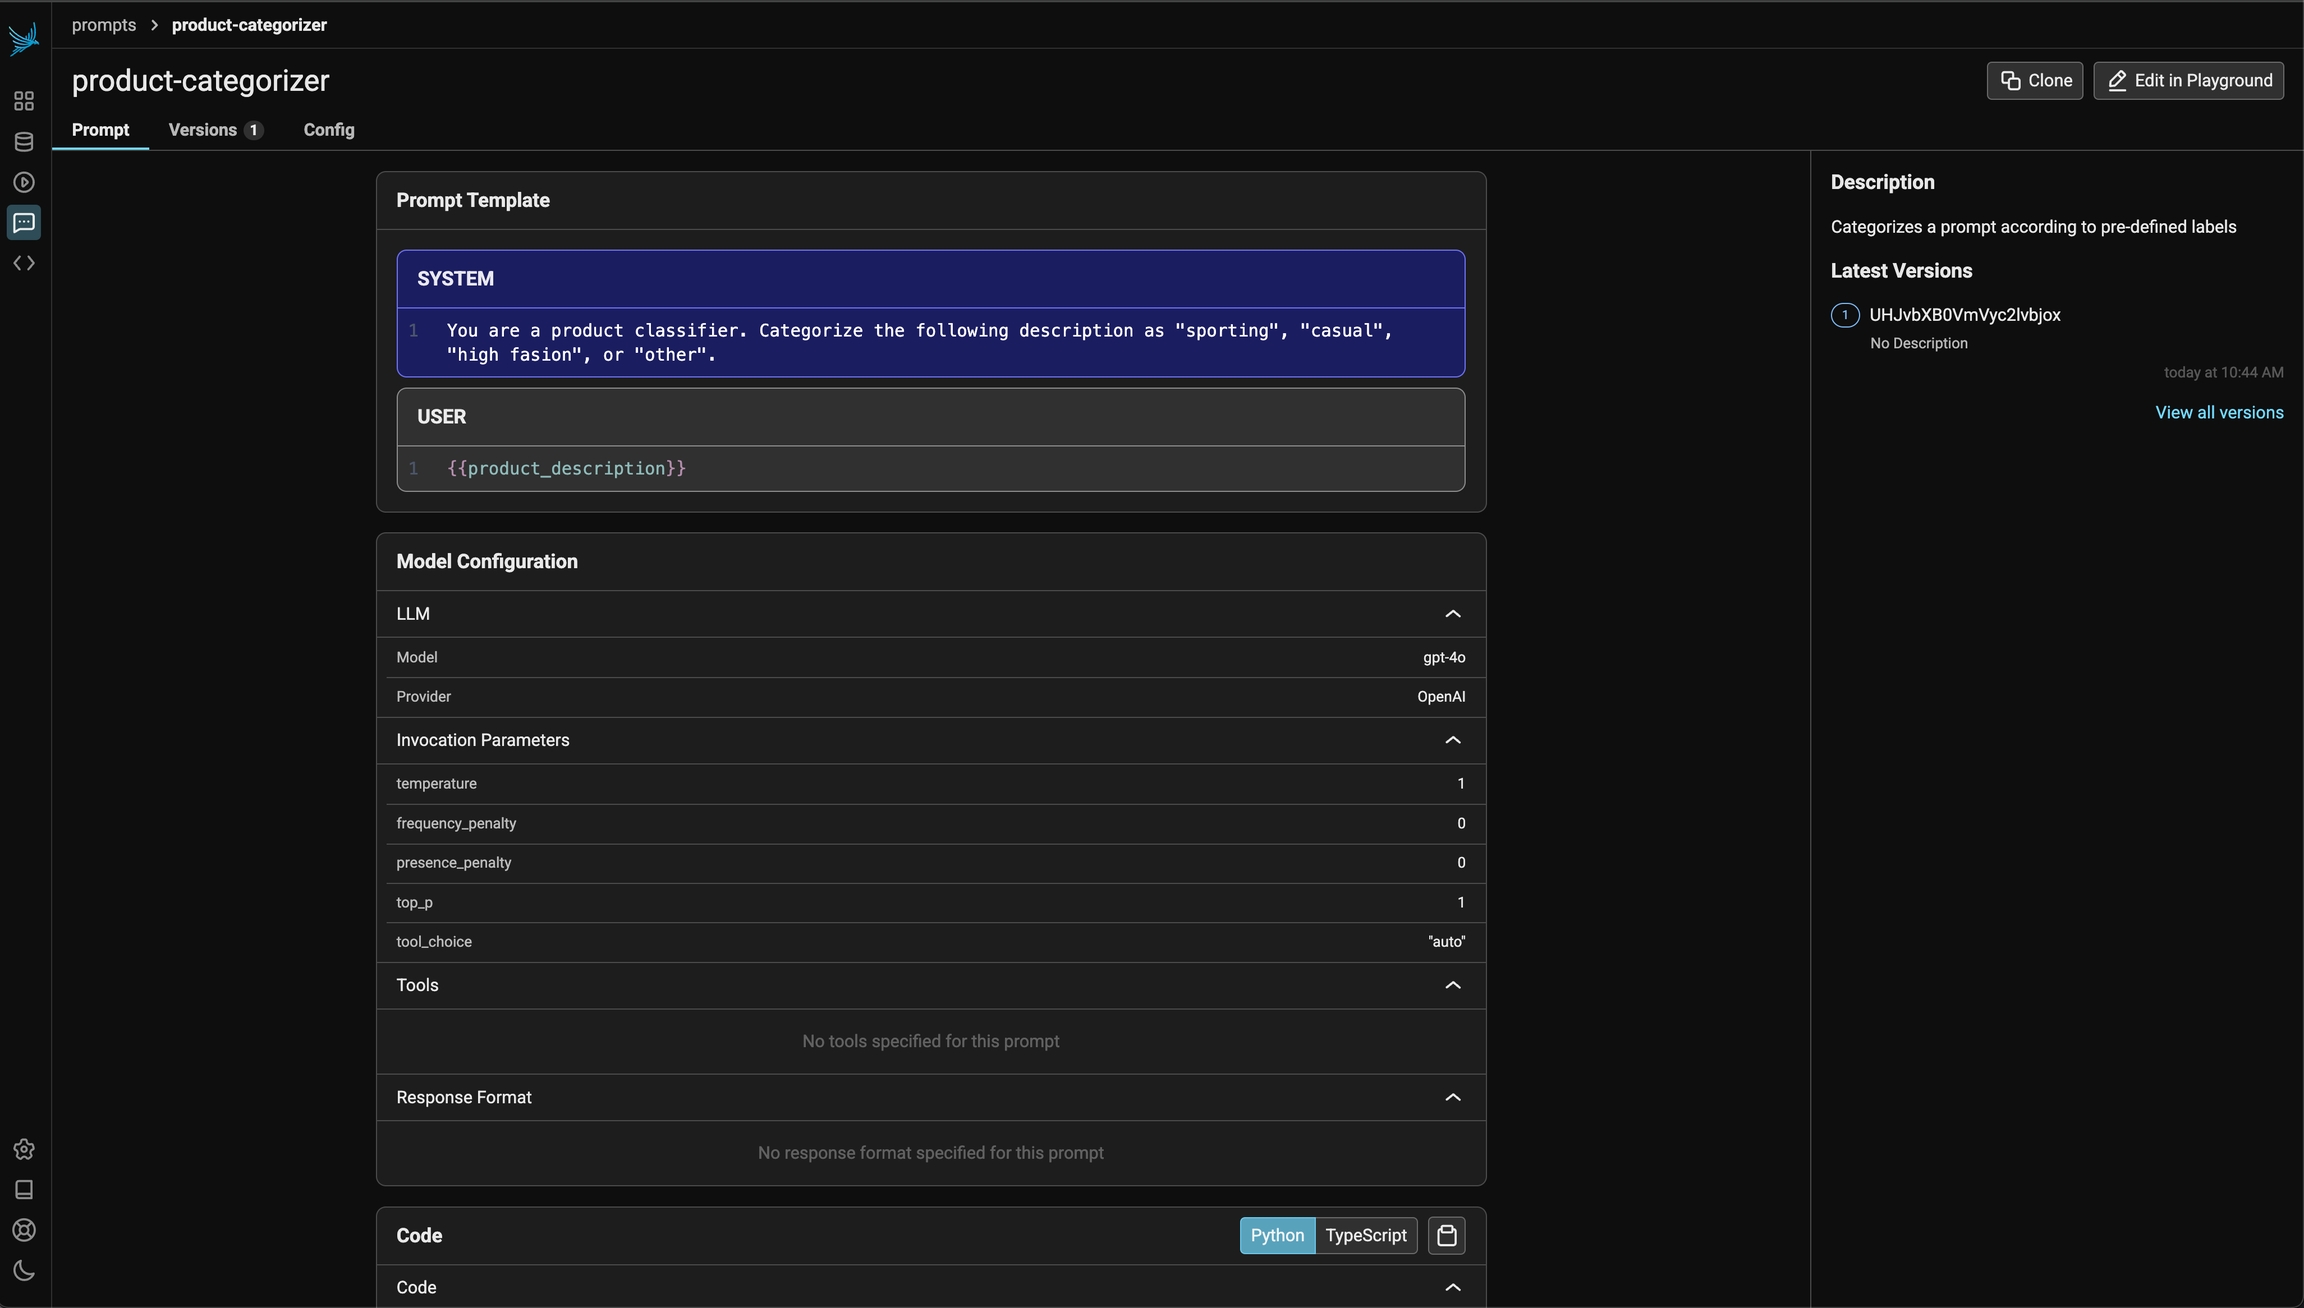 prompts > product-categorizer
product-categorizer
Clone
Edit in Playground
Prompt
Versions 1
Config
Prompt Template
SYSTEM
1 You are a product classifier. Categorize the following description as "sporting", "casual",
"high fasion", or "other".
USER
1 {{product_description}}
Model Configuration
LLM
Model gpt-4o
Provider OpenAI
Invocation Parameters
temperature 1
frequency_penalty 0
presence_penalty 0
top_p 1
tool_choice "auto"
Tools
No tools specified for this prompt
Response Format
No response format specified for this prompt
Code
Python TypeScript
Code
Description
Categorizes a prompt according to pre-defined labels
Latest Versions
1 UHJvbXB0VmVyc2lvbjox
No Description
today at 10:44 AM
View all versions